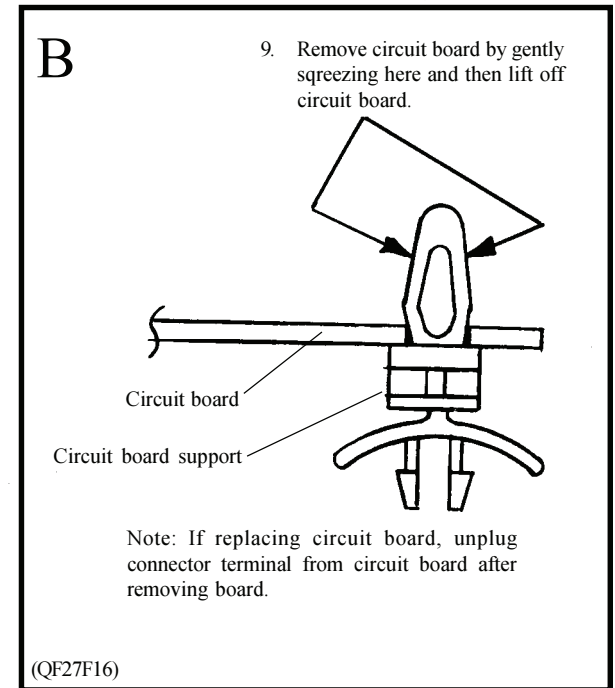 B
9. Remove circuit board by gently
sqreezing here and then lift off
circuit board.
Circuit board
Circuit board support
Note: If replacing circuit board, unplug
connector terminal from circuit board after
removing board.
(QF27F16)